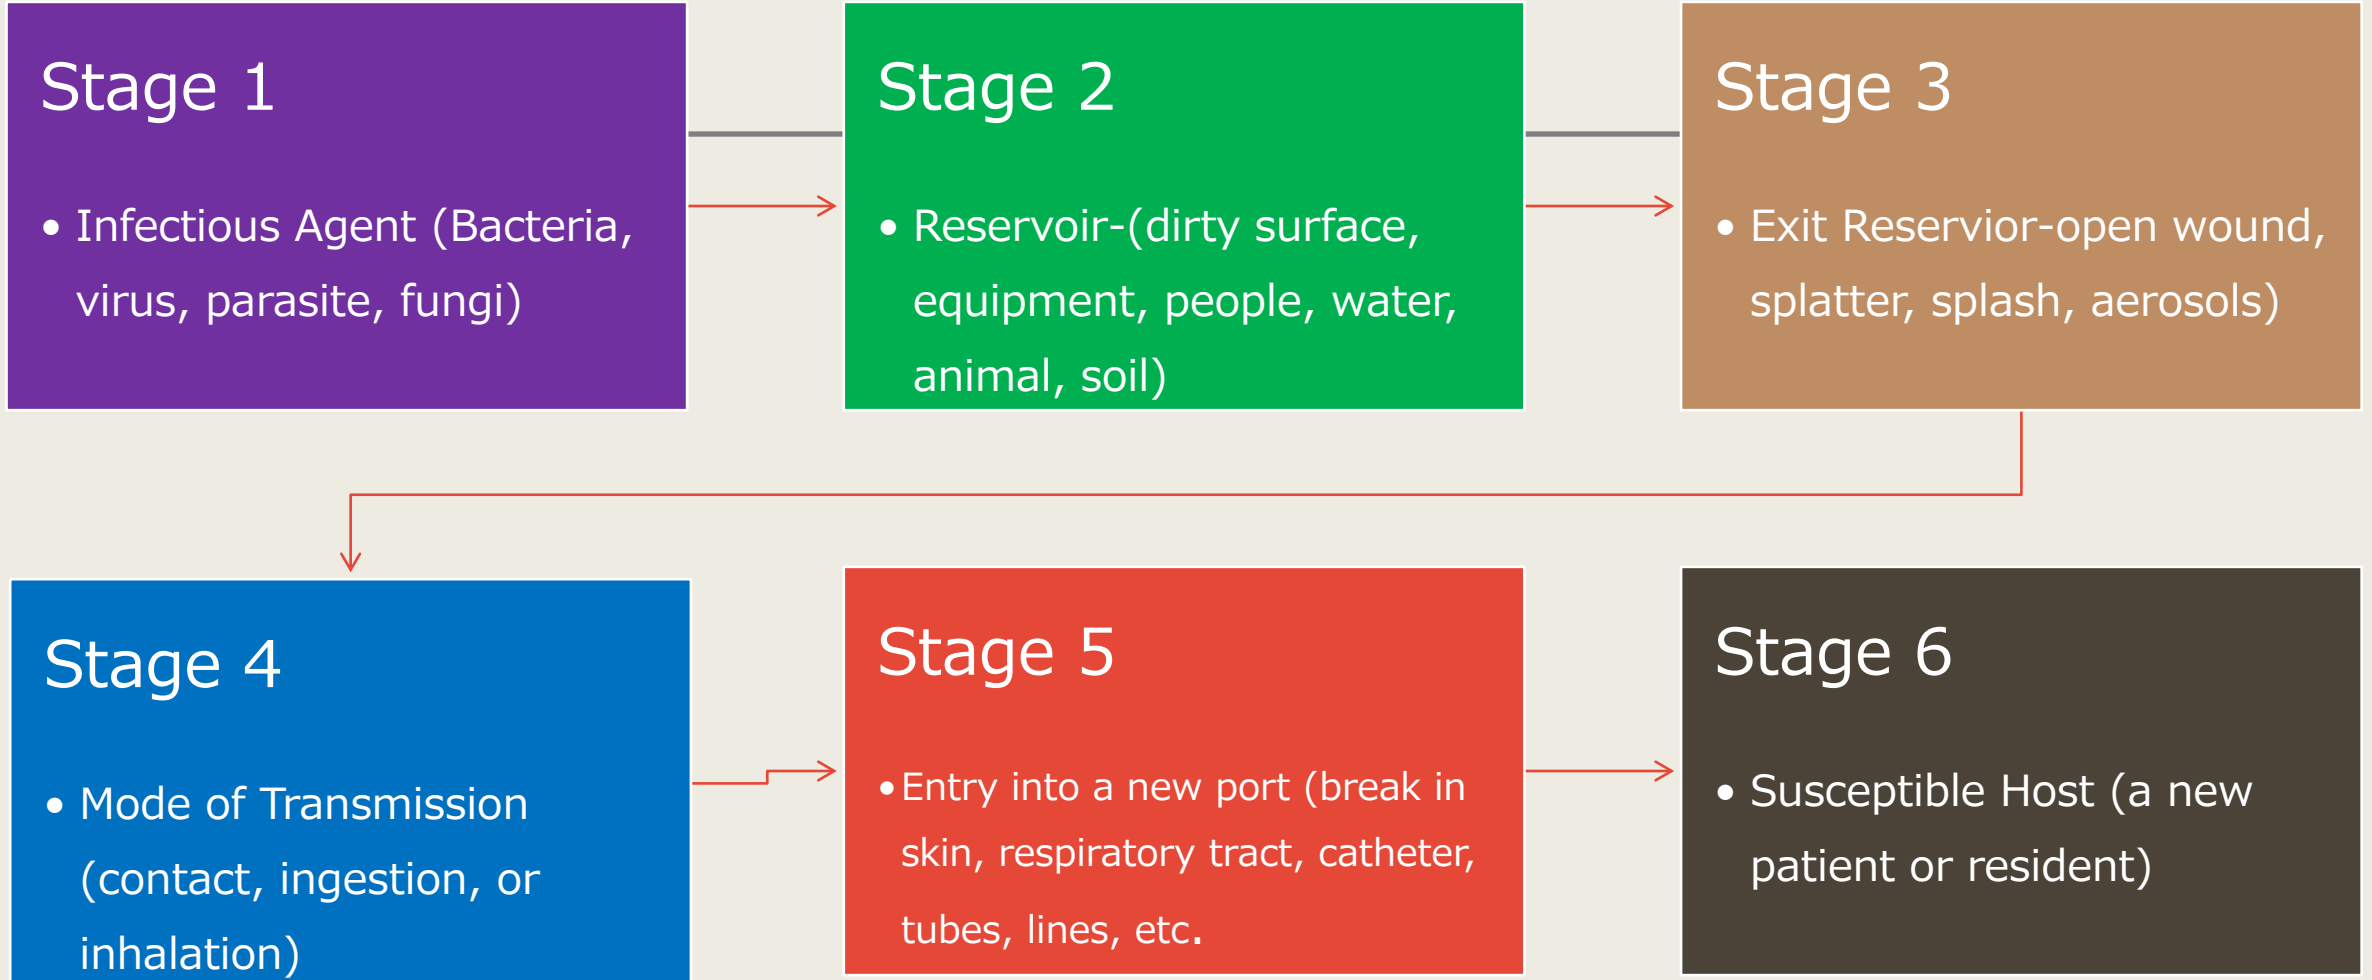 Stage 1
• Infectious Agent (Bacteria,
virus, parasite, fungi)
Stage 2
• Reservoir-(dirty surface,
equipment, people, water,
animal, soil)
Stage 3
• Exit Reservior-open wound,
splatter, splash, aerosols)
Stage 4
• Mode of Transmission
(contact, ingestion, or
inhalation)
Stage 5
• Entry into a new port (break in
skin, respiratory tract, catheter,
tubes, lines, etc.
Stage 6
• Susceptible Host (a new
patient or resident)